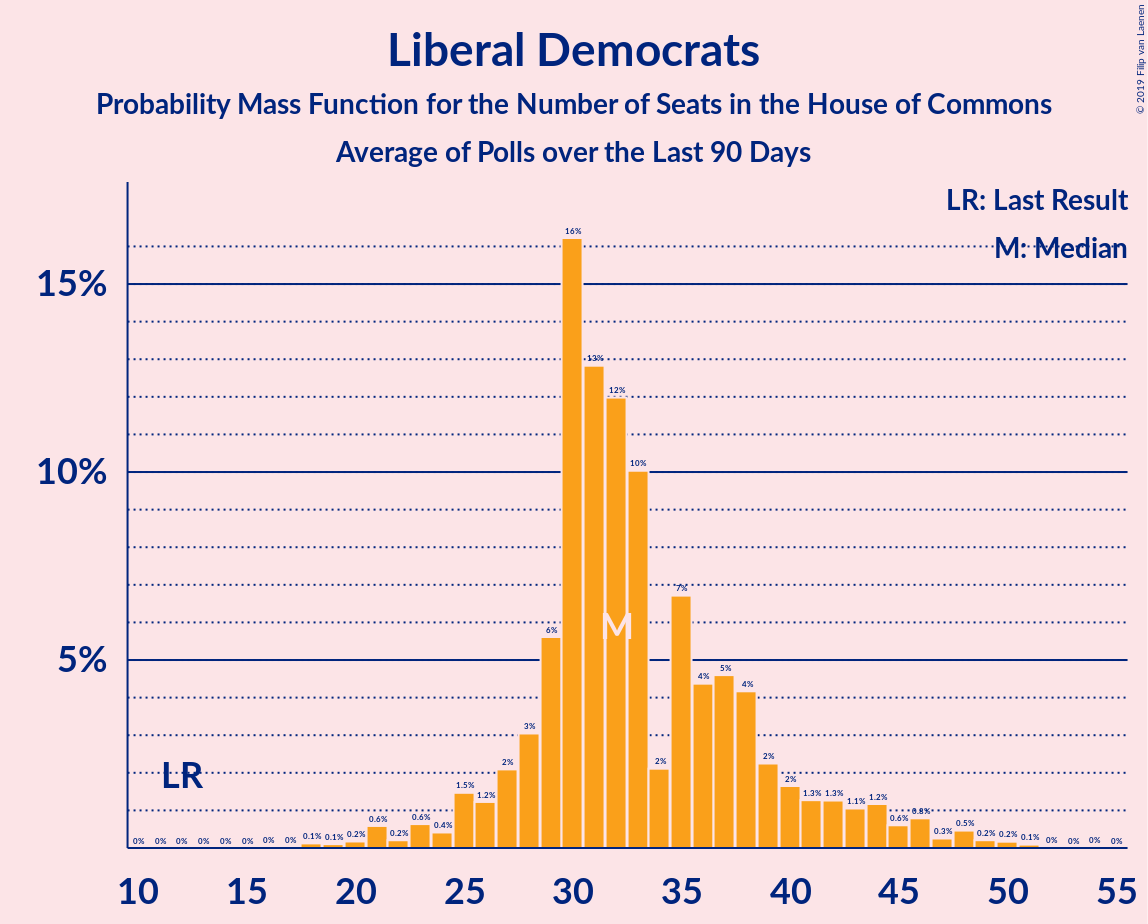 Liberal Democrats
Probability Mass Function for the Number of Seats in the House of Commons
Average of Polls over the Last 90 Days
© 2019 Filip van Laenen
LR: Last Result
M: Median
15%
10%
5%
0% 0% 0% 0% 0% 0% 0% 0% 0.1% 0.1% 0.2% 0.6% 0.2% 0.6% 0.4% 1.5% 1.2% 2% 3% 6% 16% 13% 12% 10% 2% 7% 4% 5% 4% 2% 2% 1.3% 1.3% 1.1% 1.2% 0.6% 0.8% 0.3% 0.5% 0.2% 0.2% 0.1% 0% 0% 0% 0%
M
LR
10 15 20 25 30 35 40 45 50 55